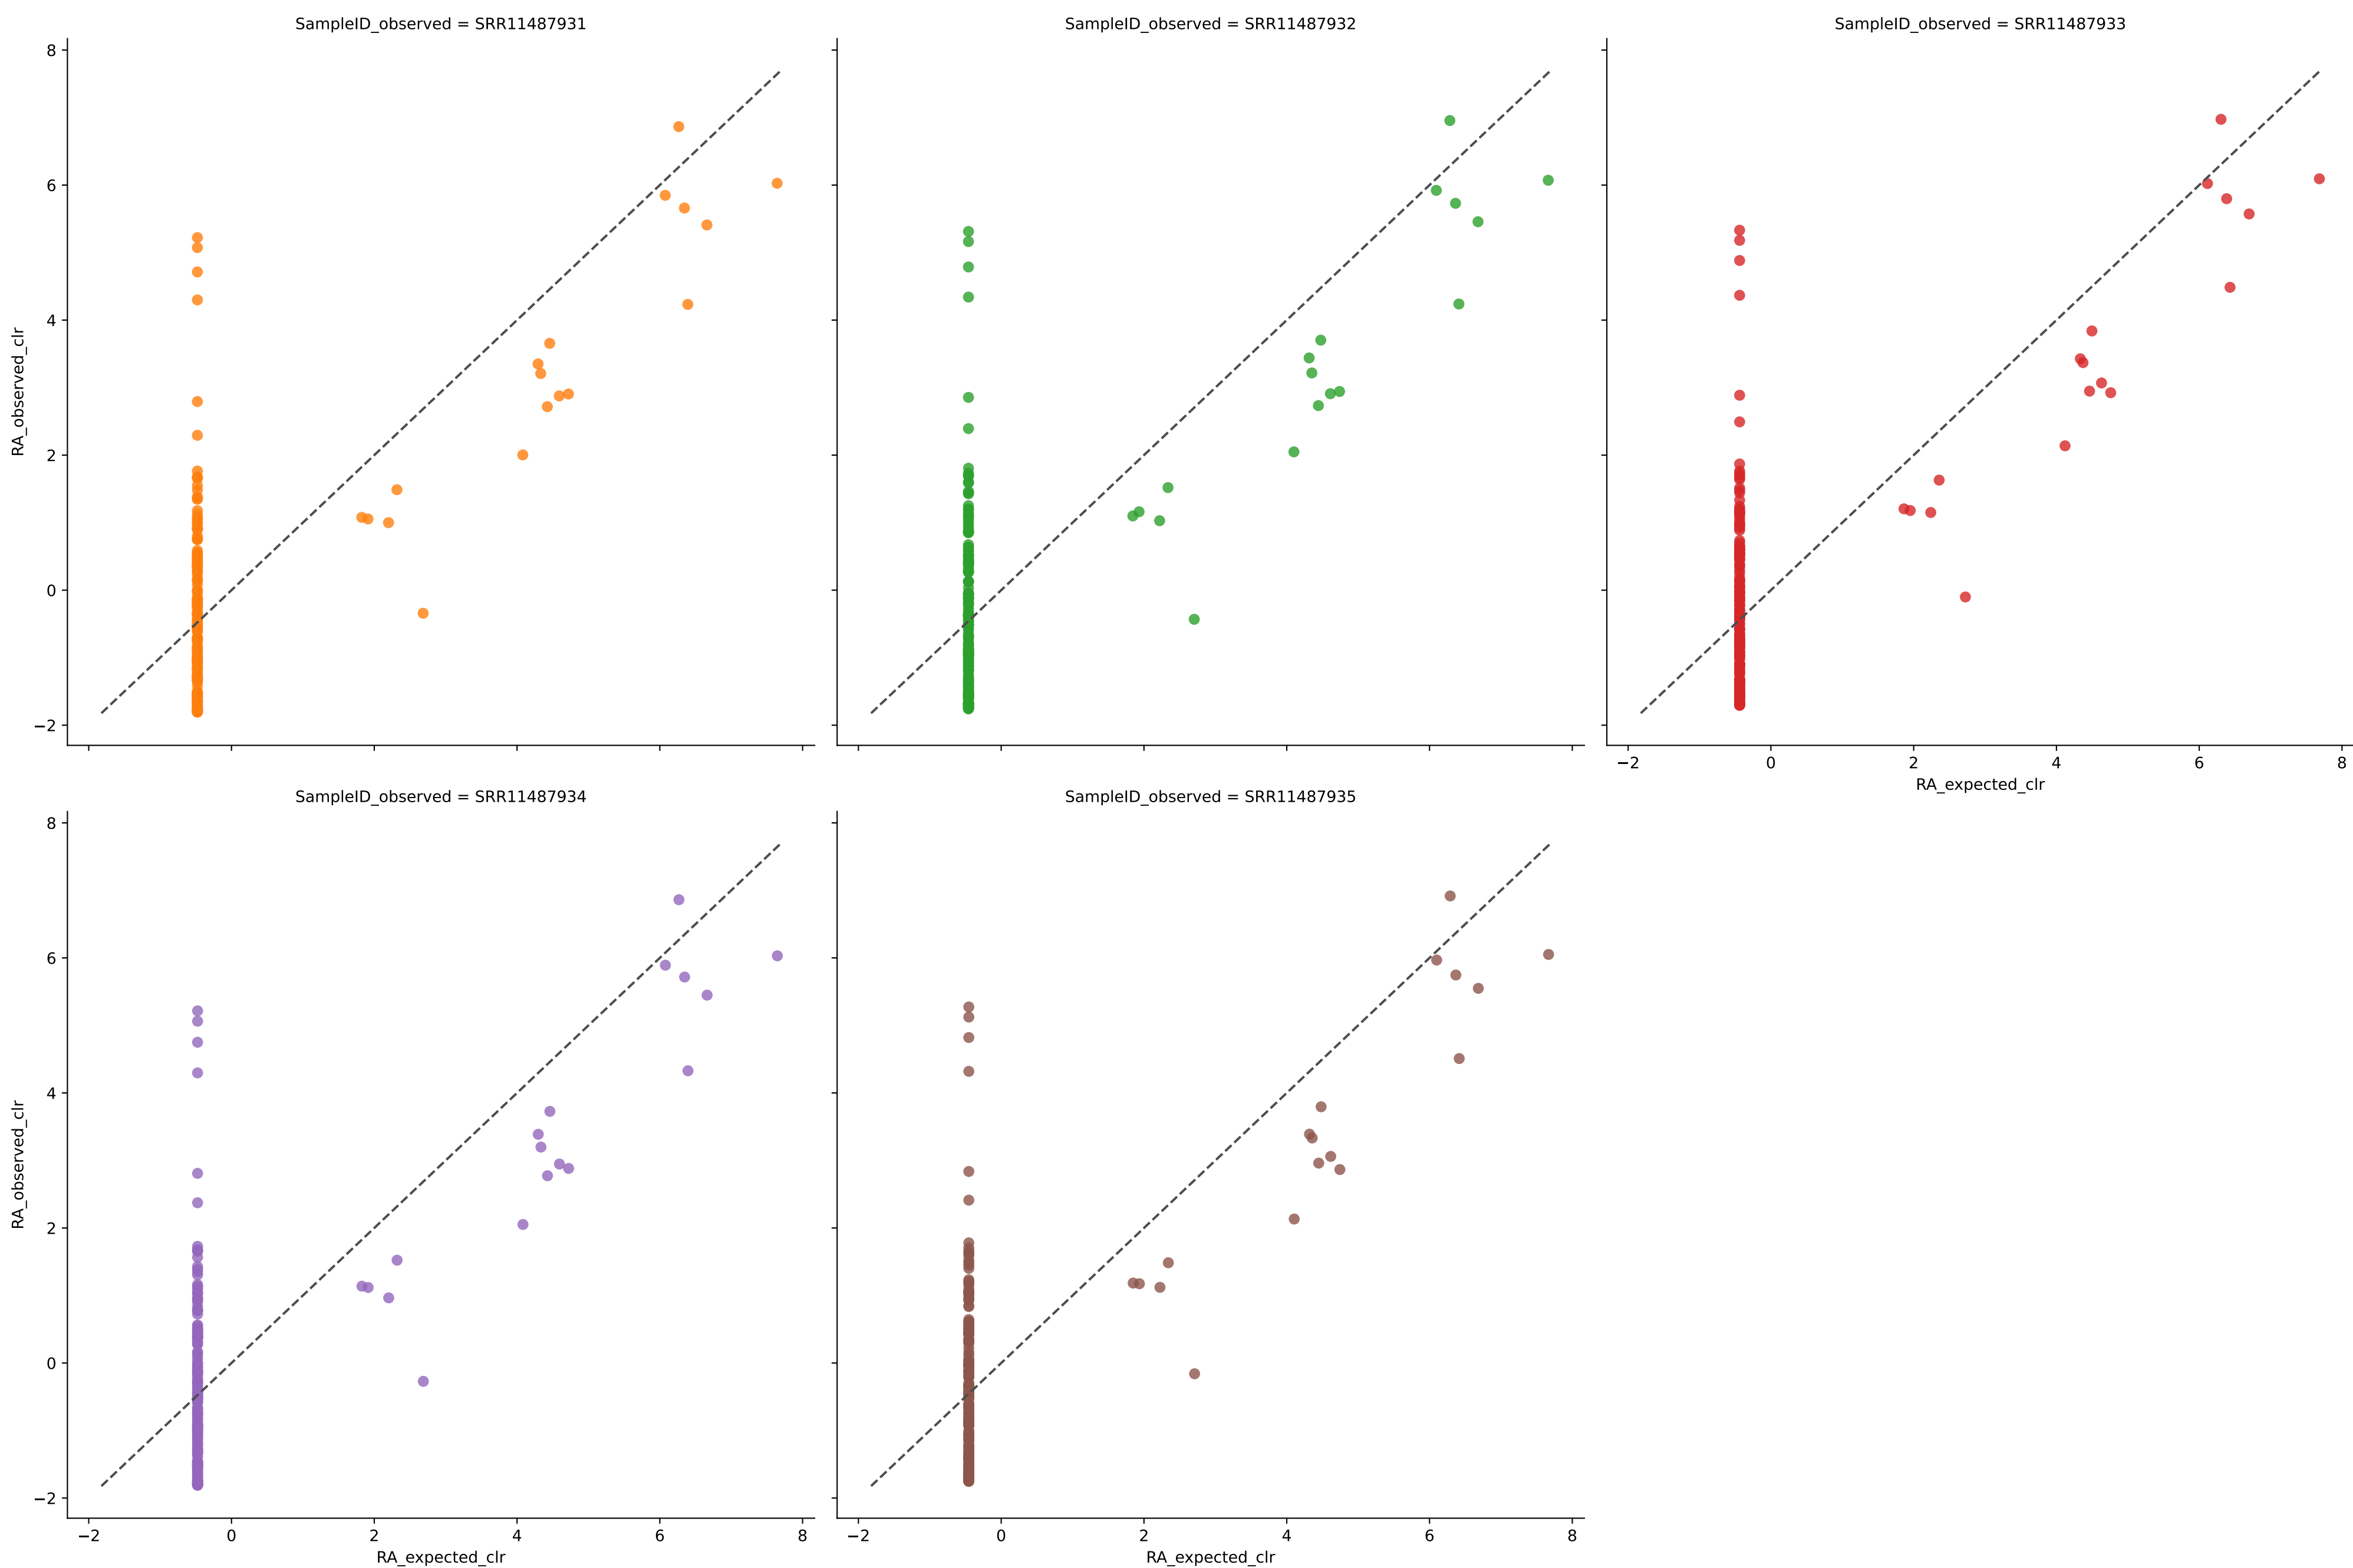 SampleID_observed = SRR11487931
SampleID_observed = SRR11487932
SampleID_observed = SRR11487933
8
6
4
2
0
−2
RA_observed_clr
−2 0 2 4 6 8
RA_expected_clr
SampleID_observed = SRR11487934
SampleID_observed = SRR11487935
8
6
4
2
0
−2
RA_observed_clr
−2 0 2 4 6 8
−2 0 2 4 6 8
RA_expected_clr
RA_expected_clr